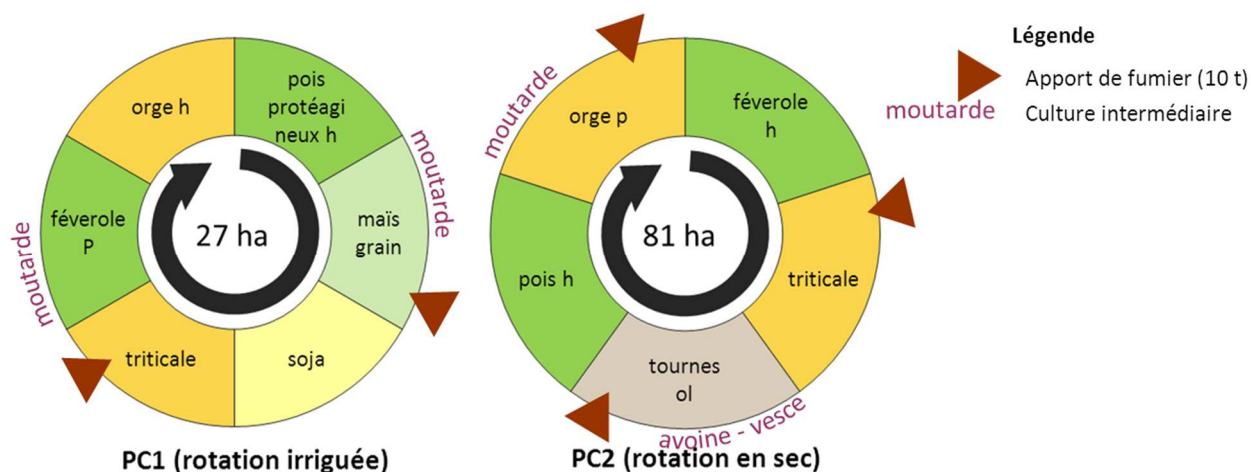 orge h
pois
protéagi
neux h
moutarde
maïs
grain
soja
triticale
féverole
P
moutarde
27 ha
PC1 (rotation irriguée)
moutarde
orge p
féverole
h
triticale
tournes
ol
avoine - vesce
pois h
81 ha
PC2 (rotation en sec)
Légende
Apport de fumier (10 t)
moutarde Culture intermédiaire